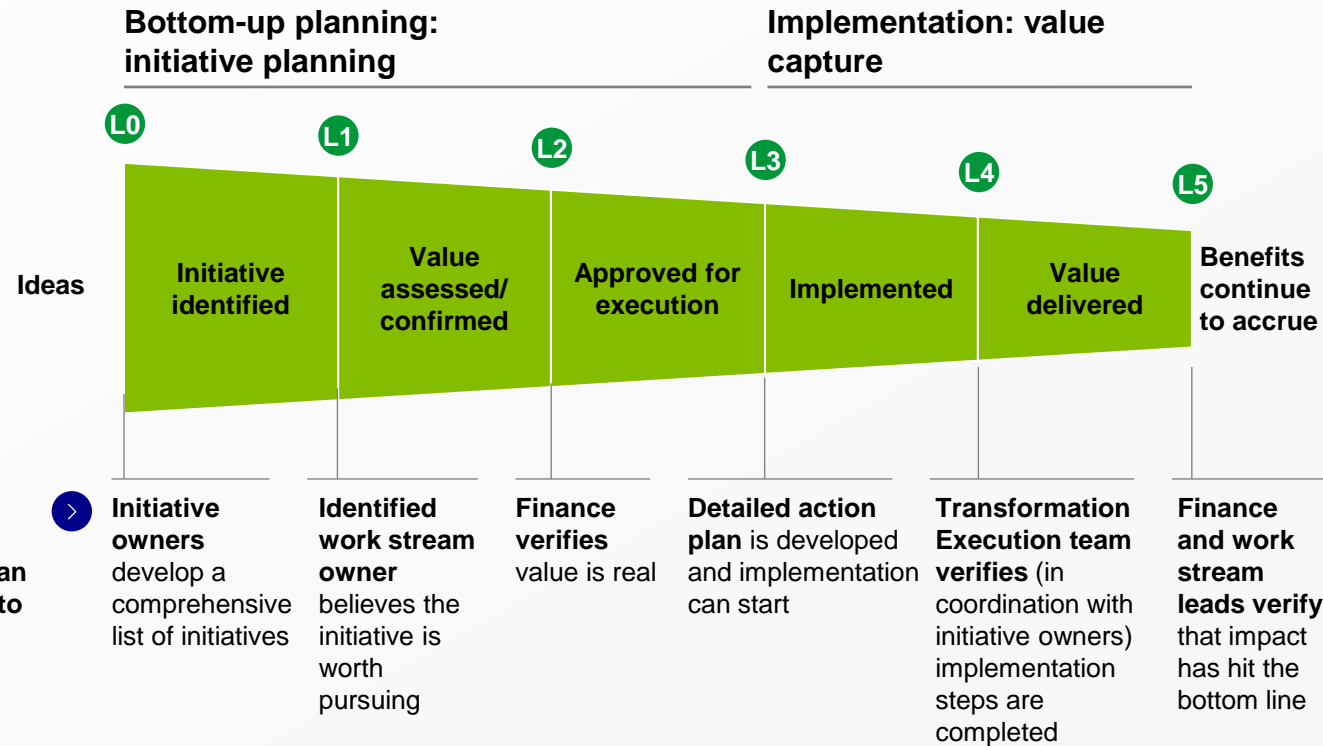 Bottom-up planning:
initiative planning
Implementation: value
capture
L0
L1
L2
L3
L4
L5
Ideas
Initiative
identified
Value
assessed/
confirmed
Approved for
execution
Implemented
Value
delivered
Benefits
continue
to accrue
an
to
Initiative
owners
develop a
comprehensive
list of initiatives
Identified
work stream
owner
believes the
initiative is
worth
pursuing
Finance
verifies
value is real
Detailed action
plan is developed
and implementation
can start
Transformation
Execution team
verifies (in
coordination with
initiative owners)
implementation
steps are
completed
Finance
and work
stream
leads verify
that impact
has hit the
bottom line